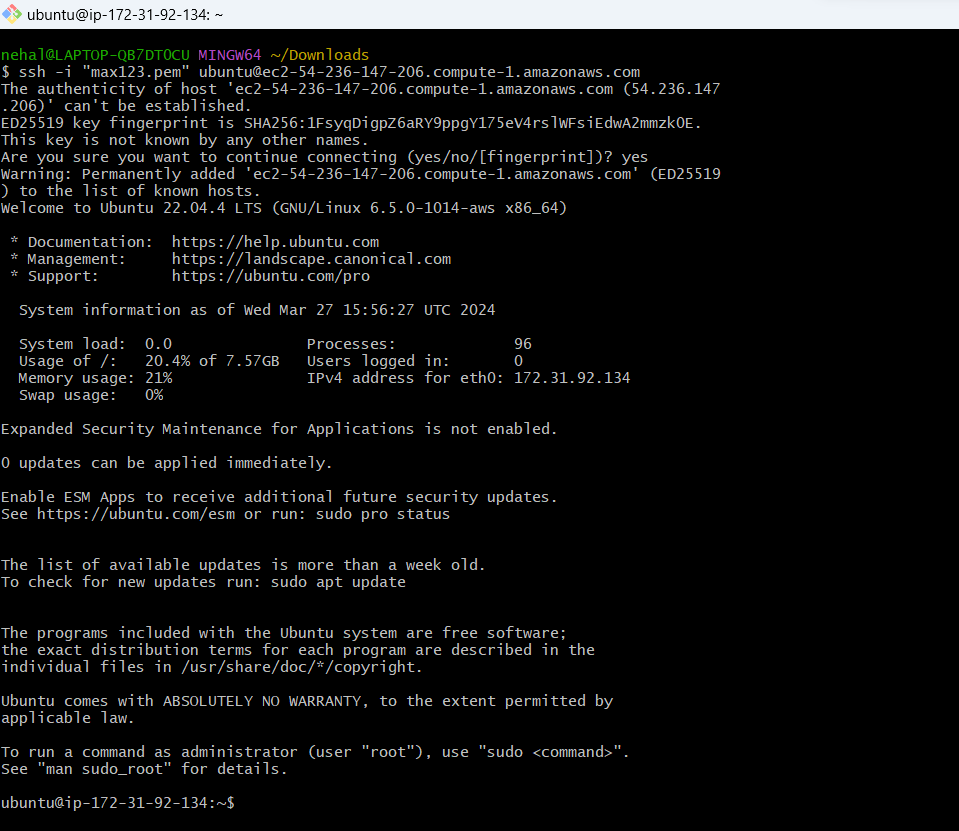 ubuntu@ip-172-31-92-134: ~
nehal@LAPTOP-QB7DT0CU MINGW64 ~/Downloads
$ ssh -i "max123.pem" ubuntu@ec2-54-236-147-206.compute-1.amazonaws.com
The authenticity of host 'ec2-54-236-147-206.compute-1.amazonaws.com (54.236.147
.206)' can't be established.
ED25519 key fingerprint is SHA256:1FsyqDigpZ6aRY9ppgY175eV4rslWFsiEdwA2mmzk0E.
This key is not known by any other names.
Are you sure you want to continue connecting (yes/no/[fingerprint])? yes
Warning: Permanently added 'ec2-54-236-147-206.compute-1.amazonaws.com' (ED25519
) to the list of known hosts.
Welcome to Ubuntu 22.04.4 LTS (GNU/Linux 6.5.0-1014-aws x86_64)

 * Documentation:  https://help.ubuntu.com
 * Management:     https://landscape.canonical.com
 * Support:        https://ubuntu.com/pro

  System information as of Wed Mar 27 15:56:27 UTC 2024

  System load:  0.0               Processes:             96
  Usage of /:   20.4% of 7.57GB   Users logged in:       0
  Memory usage: 21%               IPv4 address for eth0: 172.31.92.134
  Swap usage:   0%

Expanded Security Maintenance for Applications is not enabled.

0 updates can be applied immediately.

Enable ESM Apps to receive additional future security updates.
See https://ubuntu.com/esm or run: sudo pro status

The list of available updates is more than a week old.
To check for new updates run: sudo apt update

The programs included with the Ubuntu system are free software;
the exact distribution terms for each program are described in the
individual files in /usr/share/doc/*/copyright.

Ubuntu comes with ABSOLUTELY NO WARRANTY, to the extent permitted by
applicable law.

To run a command as administrator (user "root"), use "sudo <command>".
See "man sudo_root" for details.

ubuntu@ip-172-31-92-134:~$